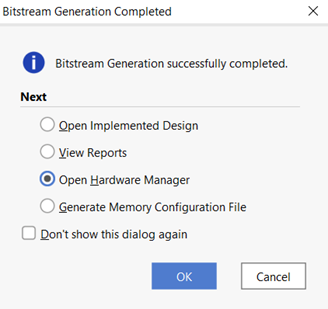 Bitstream Generation Completed
Bitstream Generation successfully completed.
Next
Open Implemented Design
View Reports
Open Hardware Manager
Generate Memory Configuration File
Don't show this dialog again
OK
Cancel